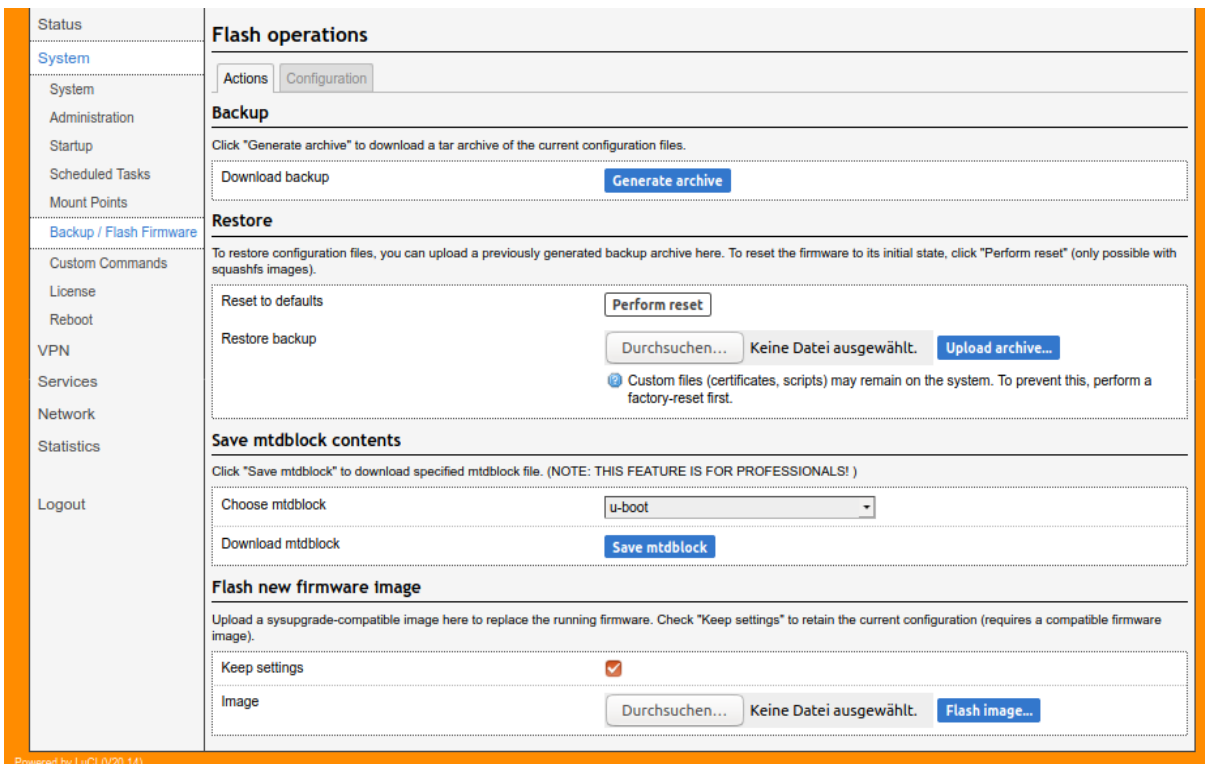 Status
System
System
Administration
Startup
Scheduled Tasks
Mount Points
Backup / Flash Firmware
Custom Commands
License
Reboot
VPN
Services
Network
Statistics
Logout
Flash operations
Actions
Configuration
Backup
Click "Generate archive" to download a tar archive of the current configuration files.
Download backup
Generate archive
Restore
To restore configuration files, you can upload a previously generated backup archive here. To reset the firmware to its initial state, click "Perform reset" (only possible with
squashfs images).
Reset to defaults
Perform reset
Restore backup
Durchsuchen... Keine Datei ausgewählt. Upload archive...
Custom files (certificates, scripts) may remain on the system. To prevent this, perform a
factory-reset first.
Save mtdblock contents
Click "Save mtdblock" to download specified mtdblock file. (NOTE: THIS FEATURE IS FOR PROFESSIONALS! )
Choose mtdblock
u-boot
Download mtdblock
Save mtdblock
Flash new firmware image
Upload a sysupgrade-compatible image here to replace the running firmware. Check "Keep settings" to retain the current configuration (requires a compatible firmware
image).
Keep settings
Image
Durchsuchen... Keine Datei ausgewählt. Flash image...
Powered by LuCI (V20.14)